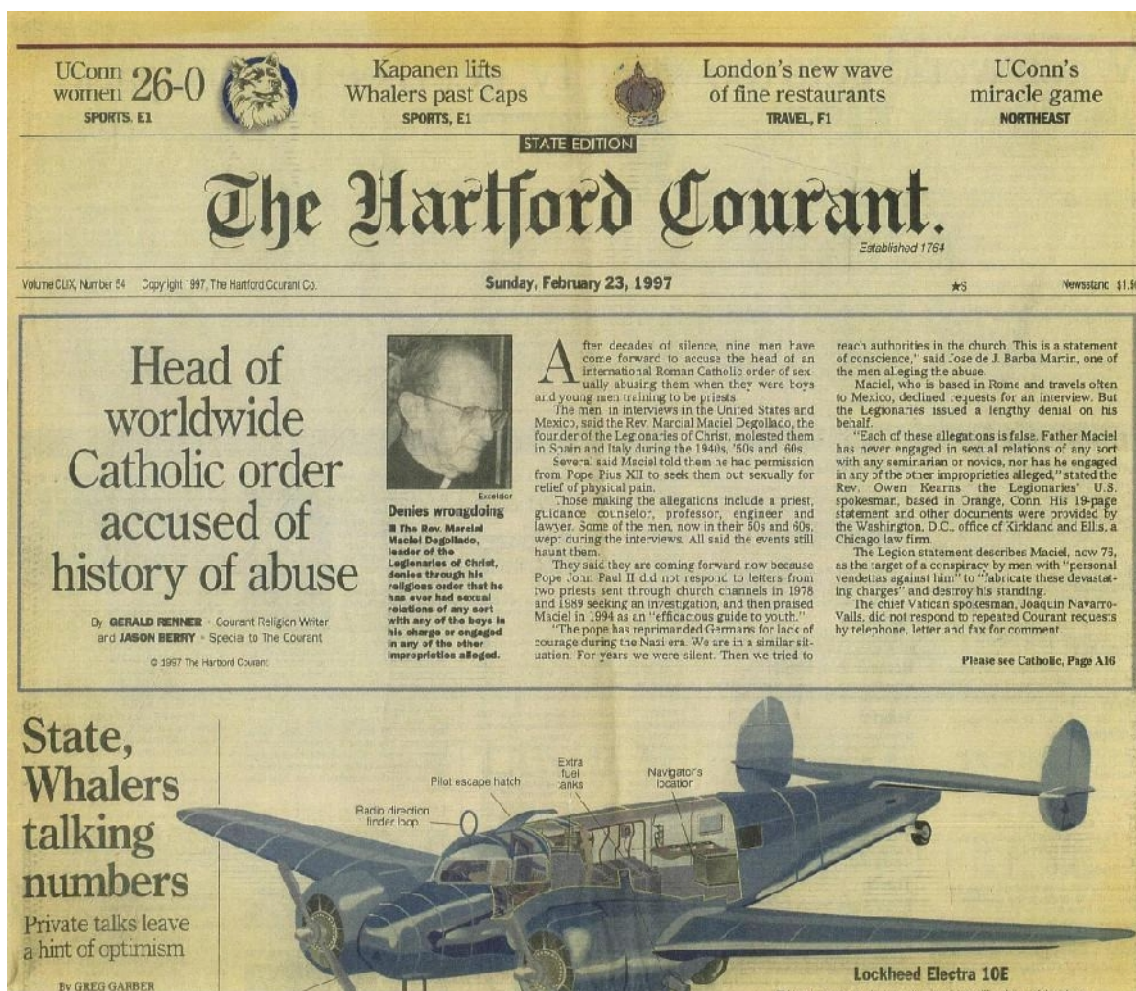 UConn
women 26-0
SPORTS, E1
Kapanen lifts
Whalers past Caps
SPORTS, E1
London's new wave
of fine restaurants
TRAVEL, F1
UConn's
miracle game
NORTHEAST
STATE EDITION
The Hartford Courant.
Established 1764
Volume CLIX, Number 54 Copyright 1997, The Hartford Courant Co.
Sunday, February 23, 1997
★S
Newsstand
Head of
worldwide
Catholic order
accused of
history of abuse
By GERALD RENNER • Courant Religion Writer
and JASON BERRY • Special to The Courant
© 1997 The Hartford Courant
Excelsior
Denies wrongdoing
■ The Rev. Marcial
Maciel Degollado,
leader of the
Legionaries of Christ,
denies through his
religious order that he
has ever had sexual
relations of any sort
with any of the boys in
his charge or engaged
in any of the other
improprieties alleged.
After decades of silence, nine men have
come forward to accuse the head of an
international Roman Catholic order of sex-
ually abusing them when they were boys
and young men training to be priests.
The men, in interviews in the United States and
Mexico, said the Rev. Marcial Maciel Degollado, the
founder of the Legionaries of Christ, molested them
in Spain and Italy during the 1940s, '50s and '60s.
Several said Maciel told them he had permission
from Pope Pius XII to seek them out sexually for
relief of physical pain.
Those making the allegations include a priest,
guidance counselor, professor, engineer and
lawyer. Some of the men, now in their 50s and 60s,
wept during the interviews. All said the events still
haunt them.
They said they are coming forward now because
Pope John Paul II did not respond to letters from
two priests sent through church channels in 1978
and 1989 seeking an investigation, and then praised
Maciel in 1994 as an "efficacious guide to youth."
"The pope has reprimanded Germans for lack of
courage during the Nazi era. We are in a similar sit-
uation. For years we were silent. Then we tried to
reach authorities in the church. This is a statement
of conscience," said Jose de J. Barba Martin, one of
the men alleging the abuse.
Maciel, who is based in Rome and travels often
to Mexico, declined requests for an interview. But
the Legionaries issued a lengthy denial on his
behalf.
"Each of these allegations is false. Father Maciel
has never engaged in sexual relations of any sort
with any seminarian or novice, nor has he engaged
in any of the other improprieties alleged," stated the
Rev. Owen Kearns the Legionaries' U.S.
spokesman, based in Orange, Conn. His 19-page
statement and other documents were provided by
the Washington, D.C., office of Kirkland and Ellis, a
Chicago law firm.
The Legion statement describes Maciel, now 76,
as the target of a conspiracy by men with "personal
vendettas against him" to "fabricate these devastat-
ing charges" and destroy his standing.
The chief Vatican spokesman, Joaquin Navarro-
Valls, did not respond to repeated Courant requests
by telephone, letter and fax for comment.
Please see Catholic, Page A16
State,
Whalers
talking
numbers
Private talks leave
a hint of optimism
By GREG GARBER
Radio direction
finder loop
Pilot escape hatch
Extra
fuel
tanks
Navigator's
location
Lockheed Electra 10E